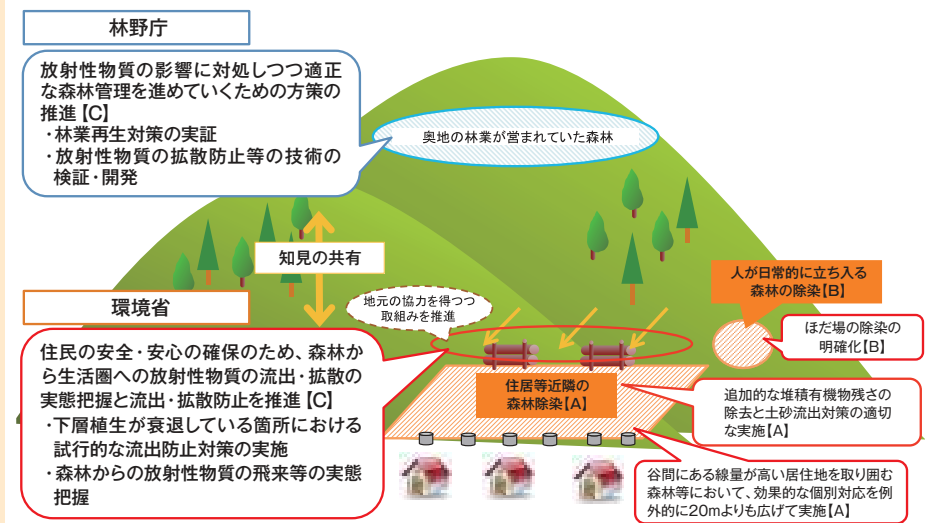 林野庁
放射性物質の影響に対処しつつ適正
な森林管理を進めていくための方策の
推進【C】
・林業再生対策の実証
・放射性物質の拡散防止等の技術の
検証・開発
奥地の林業が営まれていた森林
知見の共有
環境省
地元の協力を得つつ
取組みを推進
住民の安全・安心の確保のため、森林か
ら生活圏への放射性物質の流出・拡散の
実態把握と流出・拡散防止を推進【C】
・下層植生が衰退している箇所における
試行的な流出防止対策の実施
・森林からの放射性物質の飛来等の実態
把握
人が日常的に立ち入る
森林の除染【B】
ほだ場の除染の
明確化【B】
住居等近隣の
森林除染【A】
追加的な堆積有機物残さの
除去と土砂流出対策の適切
な実施【A】
谷間にある線量が高い居住地を取り囲む
森林等において、効果的な個別対応を例
外的に20mよりも広げて実施【A】